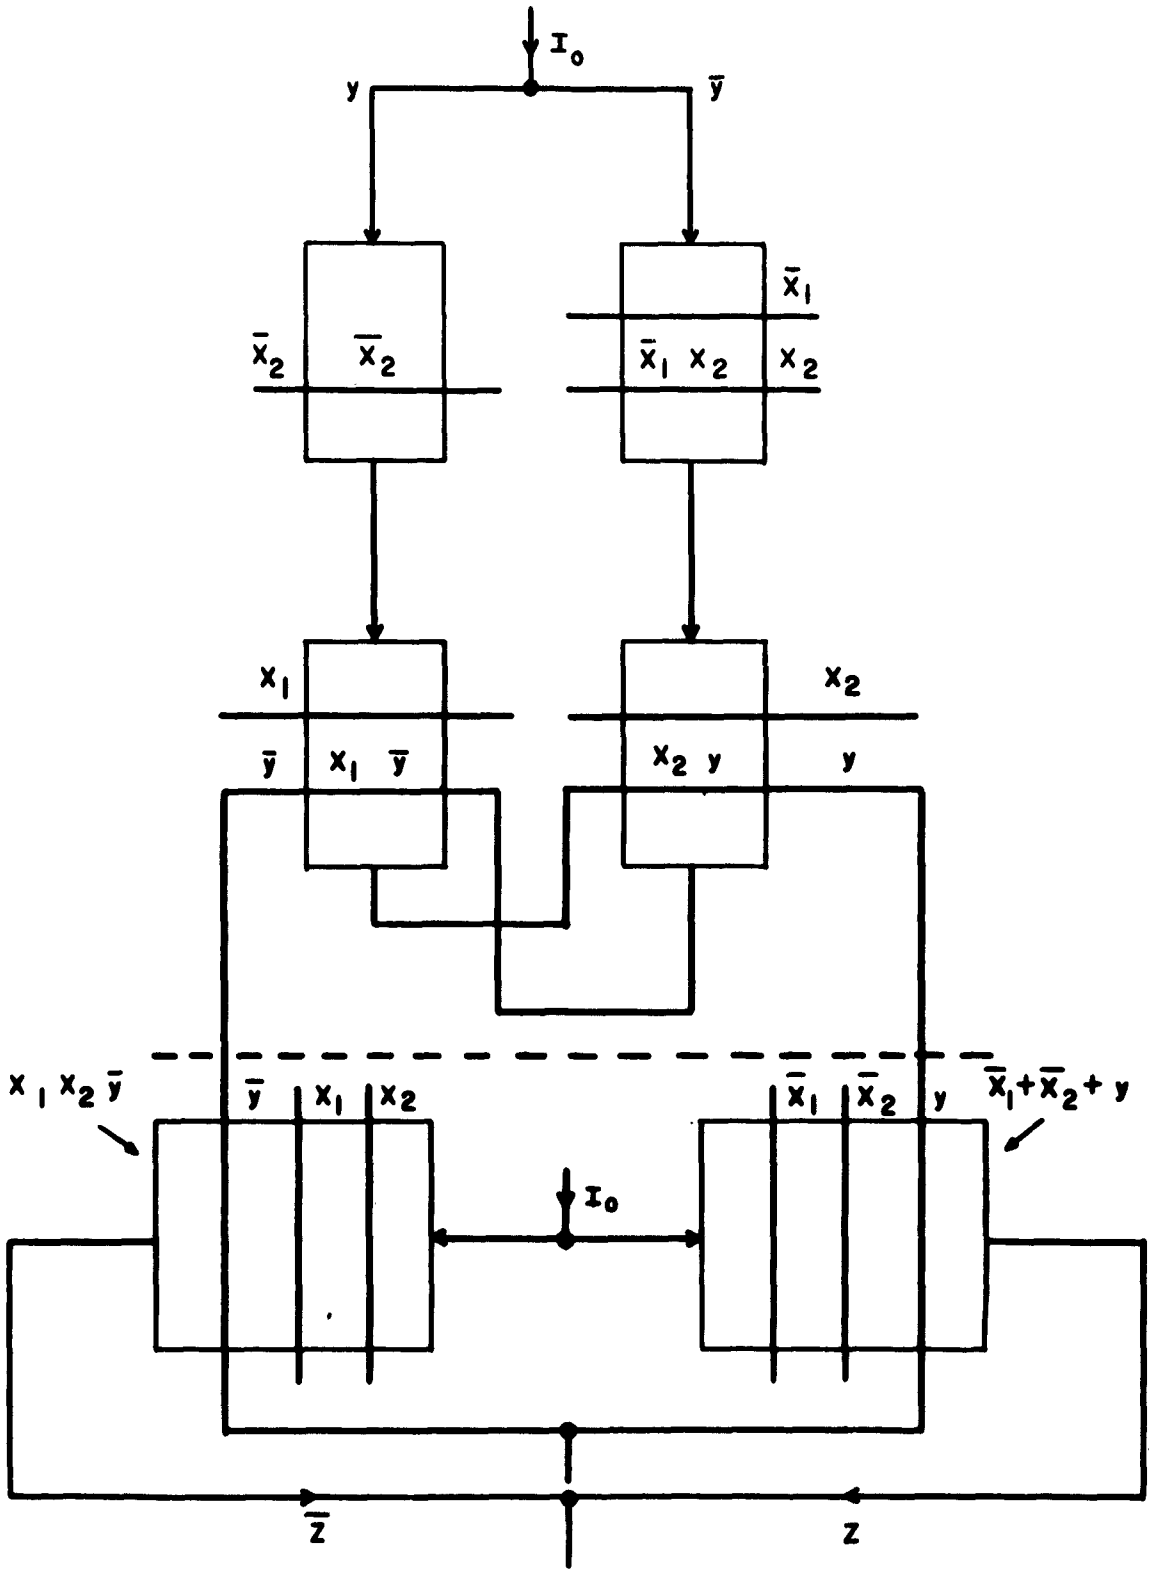 I₀
y ȳ
x̄₁
x̄₂ x̄₂ x̄₁ x₂ x₂
x₁ x₂
ȳ x₁ ȳ x₂ y y
x₁ x₂ ȳ ȳ x₁ x₂ x̄₁ x̄₂ y x̄₁+x̄₂+y
I₀
z̄ z